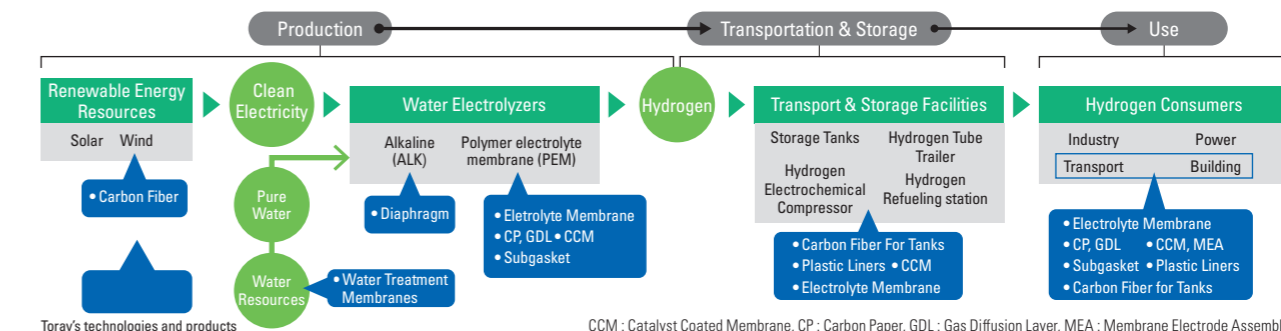 Production
Transportation & Storage
Use
Renewable Energy
Resources
Solar Wind
• Carbon Fiber
Clean
Electricity
Pure
Water
Water
Resources
• Water Treatment
Membranes
Water Electrolyzers
Alkaline
(ALK)
Polymer electrolyte
membrane (PEM)
• Diaphragm
• Eletrolyte Membrane
• CP, GDL • CCM
• Subgasket
Hydrogen
Transport & Storage Facilities
Storage Tanks
Hydrogen
Electrochemical
Compressor
Hydrogen Tube
Trailer
Hydrogen
Refueling station
• Carbon Fiber For Tanks
• Plastic Liners • CCM
• Electrolyte Membrane
Hydrogen Consumers
Industry Power
Transport Building
• Electrolyte Membrane
• CP, GDL • CCM, MEA
• Subgasket • Plastic Liners
• Carbon Fiber for Tanks
Toray's technologies and products
CCM : Catalyst Coated Membrane, CP : Carbon Paper, GDL : Gas Diffusion Layer, MEA : Membrane Electrode Assembl